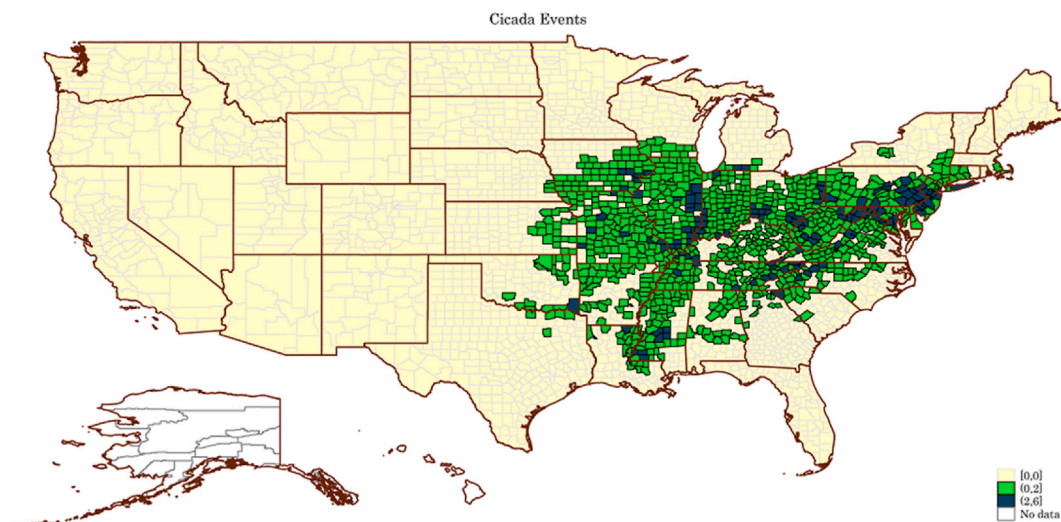 Cicada Events
[0,0]
(0,2]
(2,6]
No data